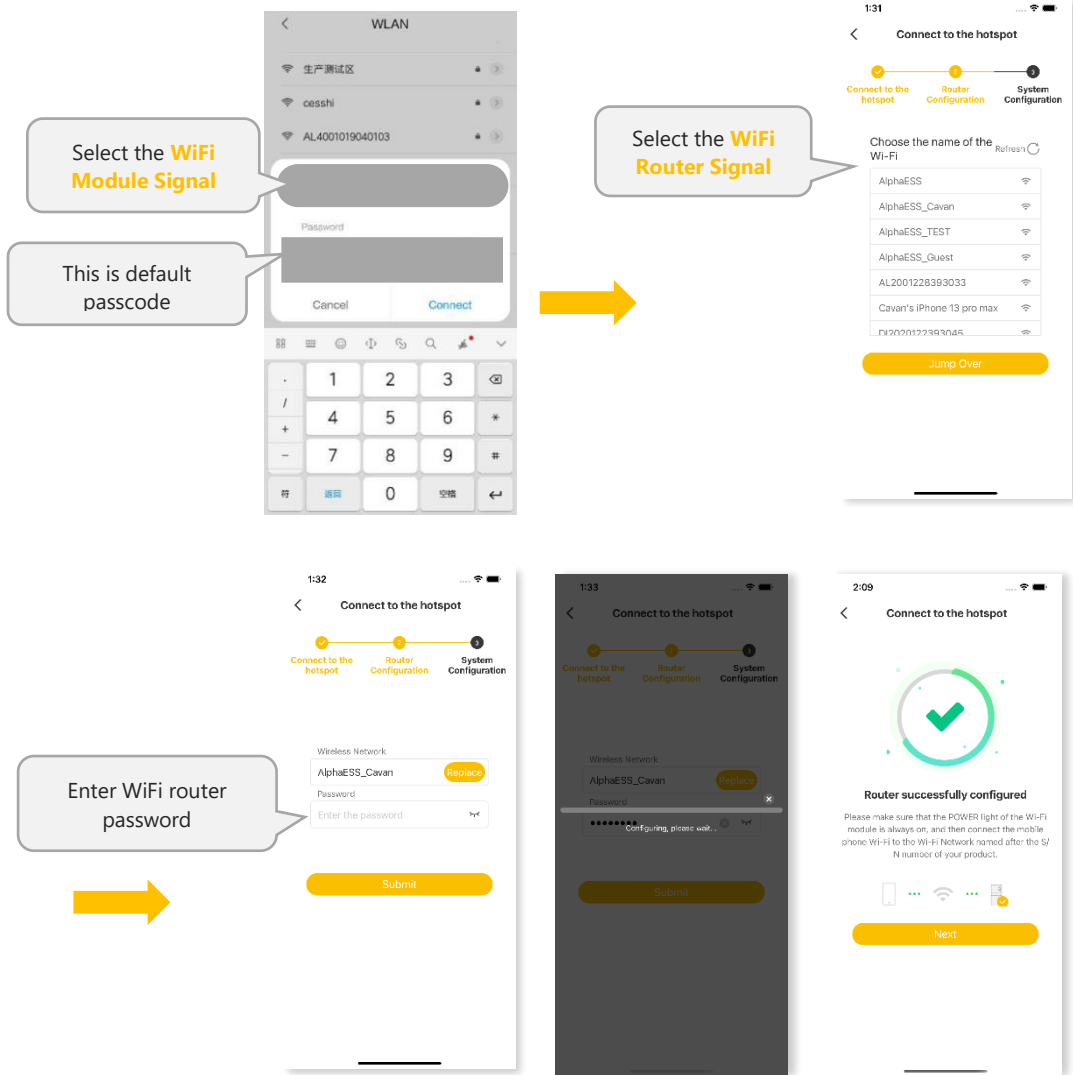 WLAN
生产测试区
cesshi
AL4001019040103
Select the WiFi
Module Signal
Password
This is default
passcode
Cancel
Connect
. 1 2 3
/ 4 5 6 *
+
- 7 8 9 #
符 返回 0 空格
1:31
Connect to the hotspot
Connect to the
hotspot
2
Router
Configuration
3
System
Configuration
Select the WiFi
Router Signal
Choose the name of the
Wi-Fi
Refresh
AlphaESS
AlphaESS_Cavan
AlphaESS_TEST
AlphaESS_Guest
AL2001228393033
Cavan's iPhone 13 pro max
DI2020122393045
Jump Over
1:32
Connect to the hotspot
Connect to the
hotspot
2
Router
Configuration
3
System
Configuration
Enter WiFi router
password
Wireless Network
AlphaESS_Cavan
Replace
Password
Enter the password
Submit
1:33
Connect to the hotspot
Connect to the
hotspot
2
Router
Configuration
3
System
Configuration
Wireless Network
AlphaESS_Cavan
Replace
Password
Configuring, please wait...
Submit
2:09
Connect to the hotspot
Router successfully configured
Please make sure that the POWER light of the Wi-Fi
module is always on, and then connect the mobile
phone Wi-Fi to the Wi-Fi Network named after the S/
N number of your product.
Next